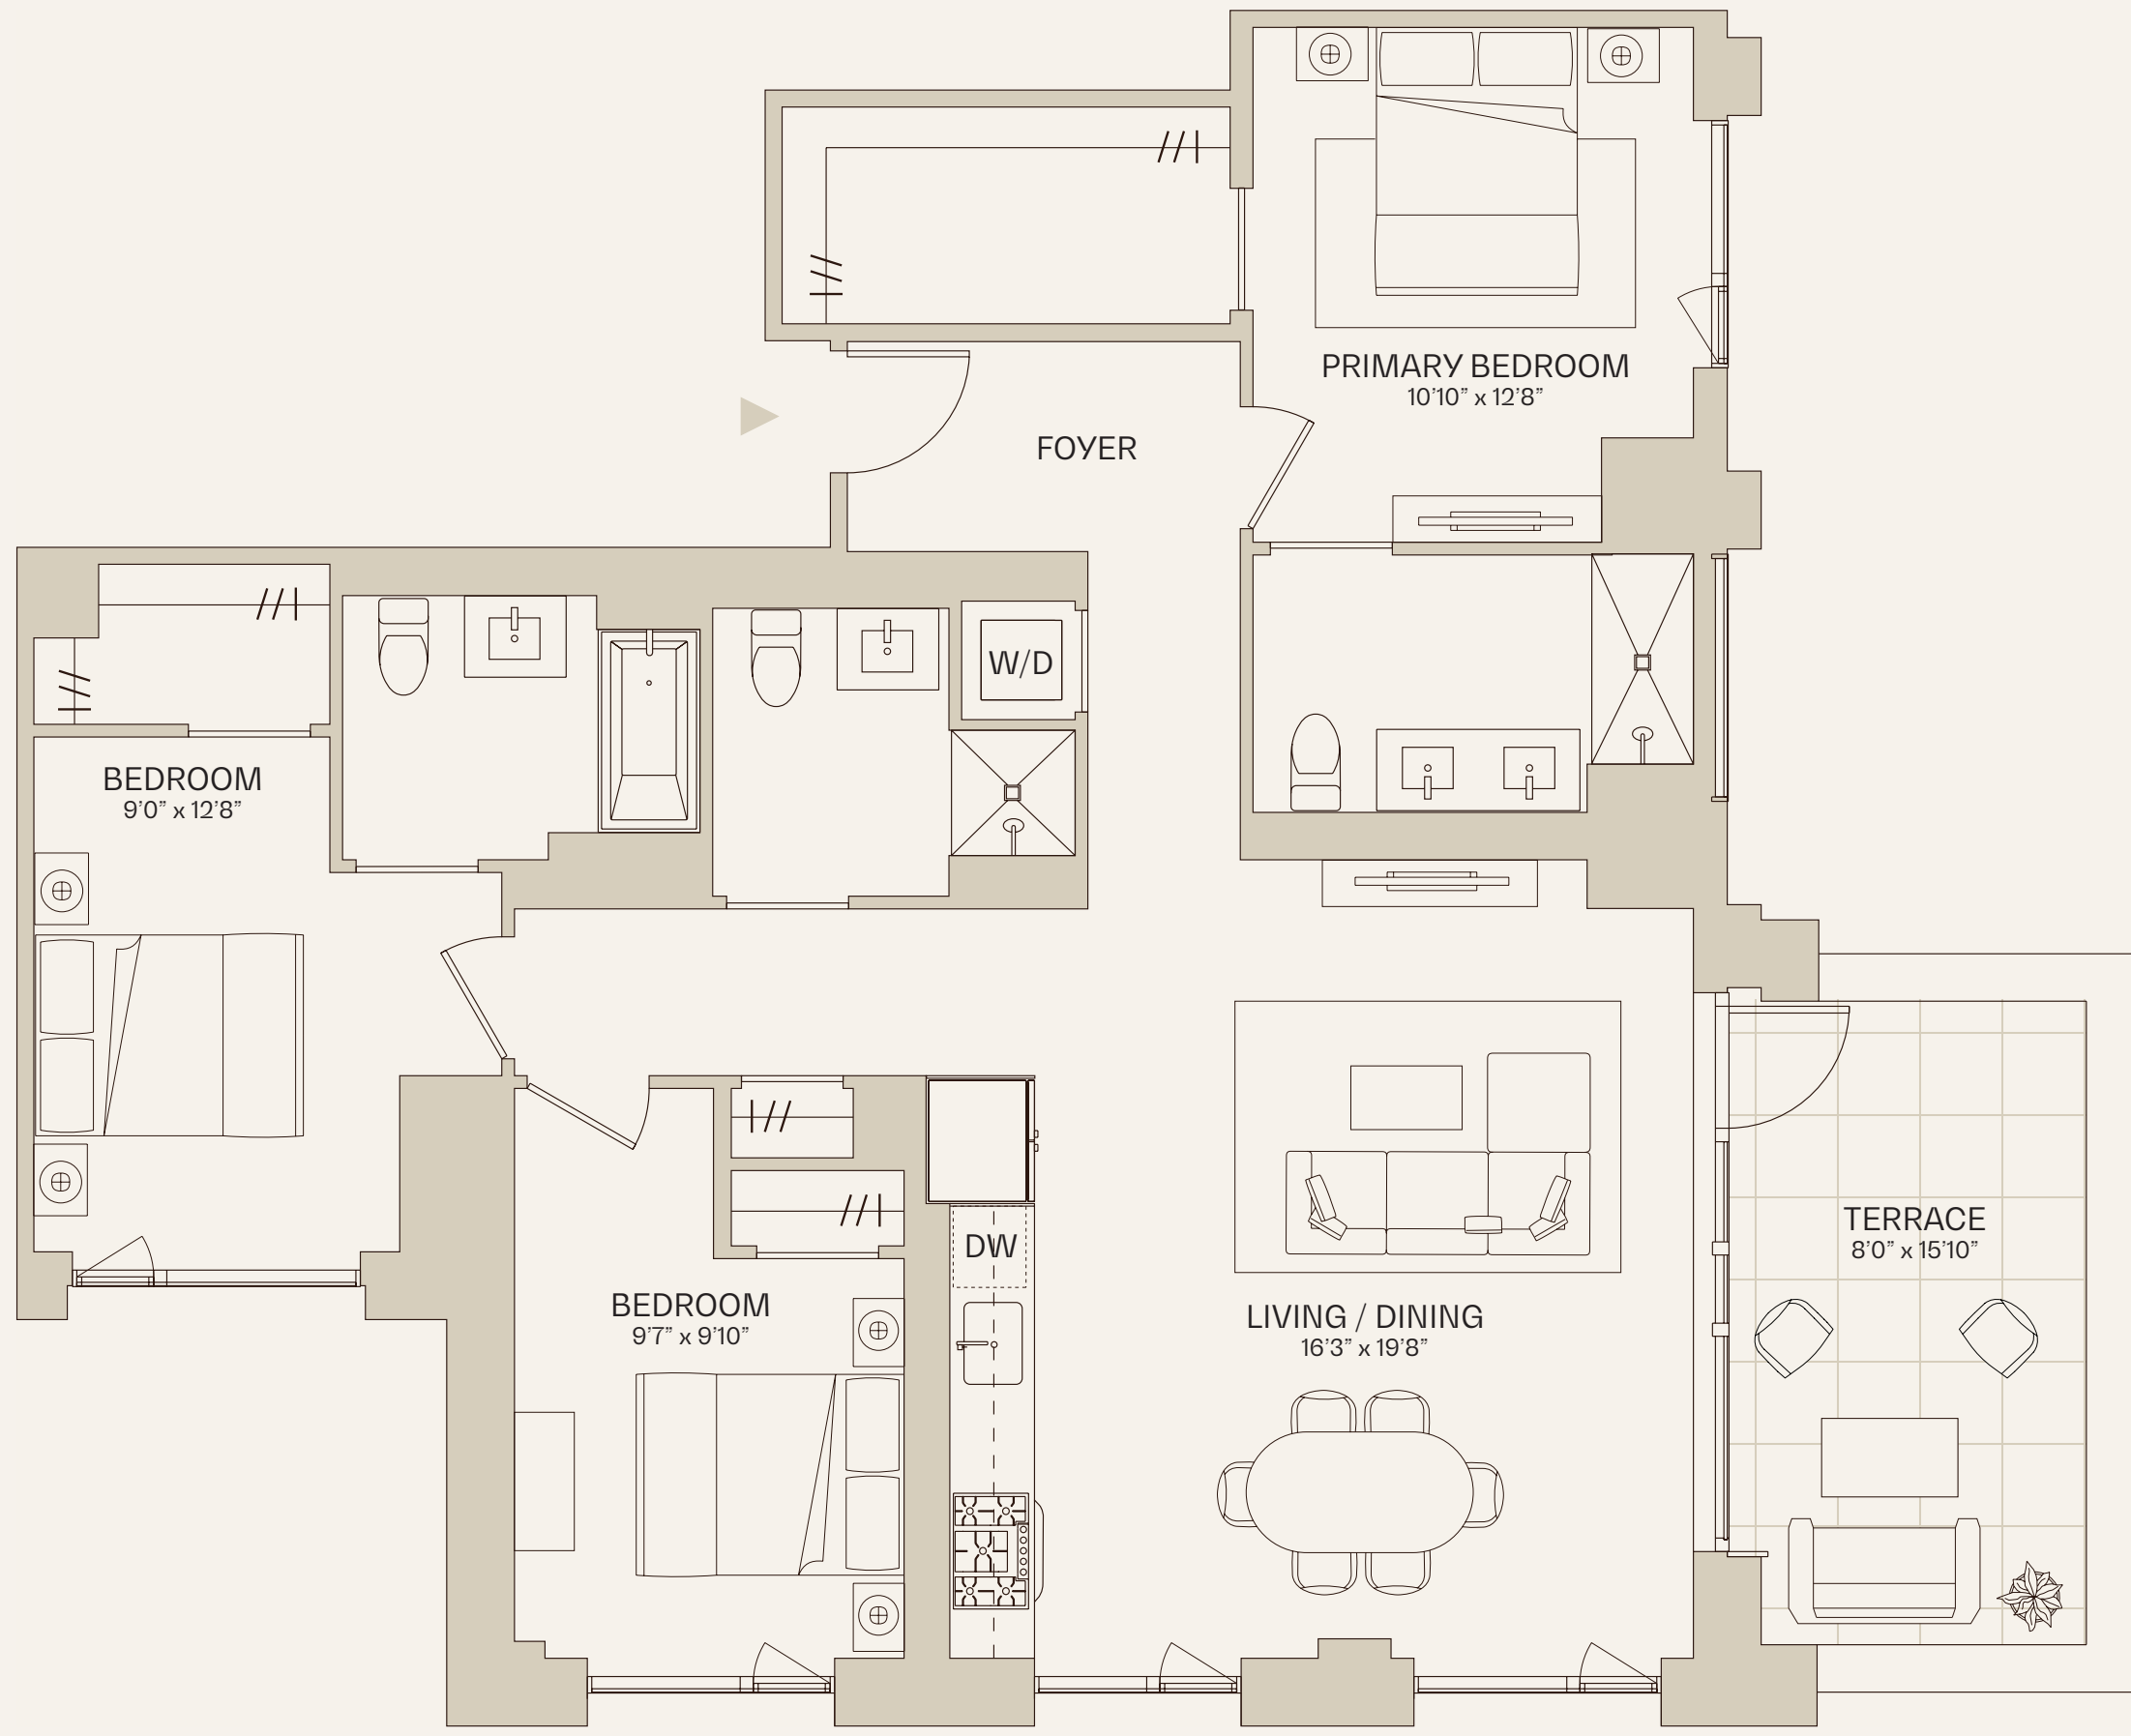 PRIMARY BEDROOM
10’10” x 12’8”
FOYER
W/D
BEDROOM
9’0” x 12’8”
TERRACE
8’0” x 15’10”
DW
BEDROOM
9’7” x 9’10”
LIVING / DINING
16’3” x 19’8”